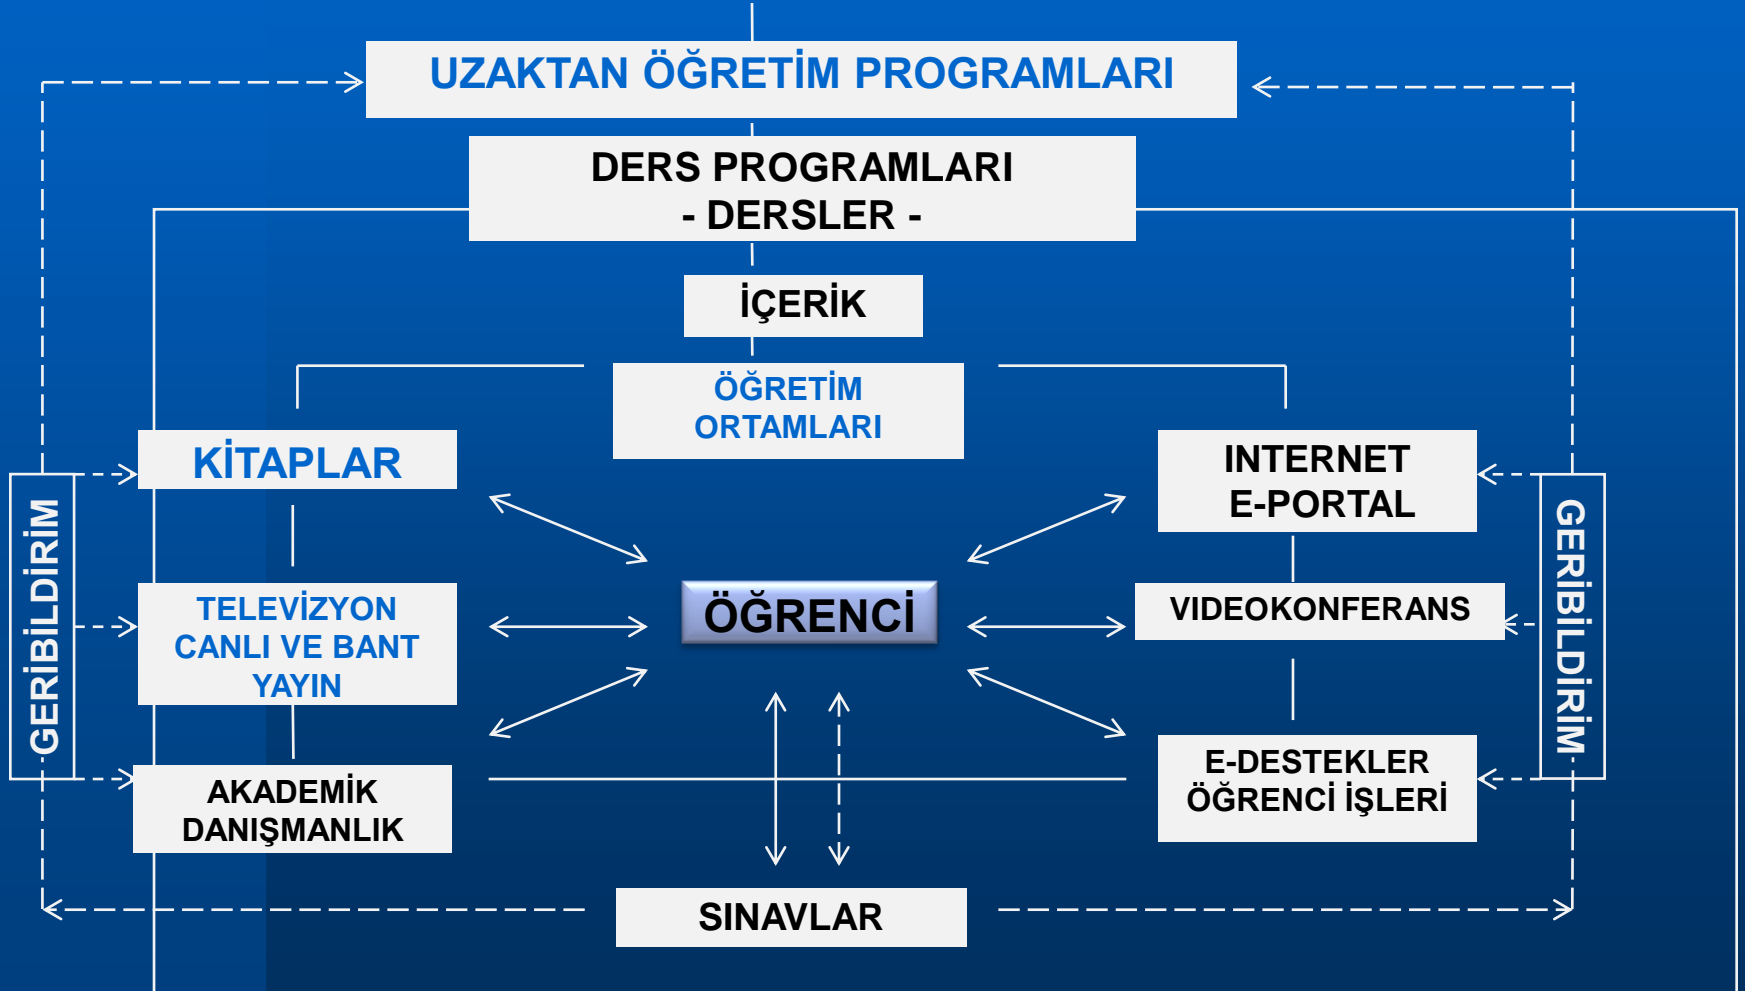 UZAKTAN ÖĞRETİM PROGRAMLARI
DERS PROGRAMLARI
- DERSLER -
İÇERİK
ÖĞRETİM
ORTAMLARI
KİTAPLAR
INTERNET
E-PORTAL
GERİBİLDİRİM
GERİBİLDİRİM
TELEVİZYON
CANLI VE BANT
YAYIN
ÖĞRENCİ
VIDEOKONFERANS
AKADEMİK
DANIŞMANLIK
E-DESTEKLER
ÖĞRENCİ İŞLERİ
SINAVLAR